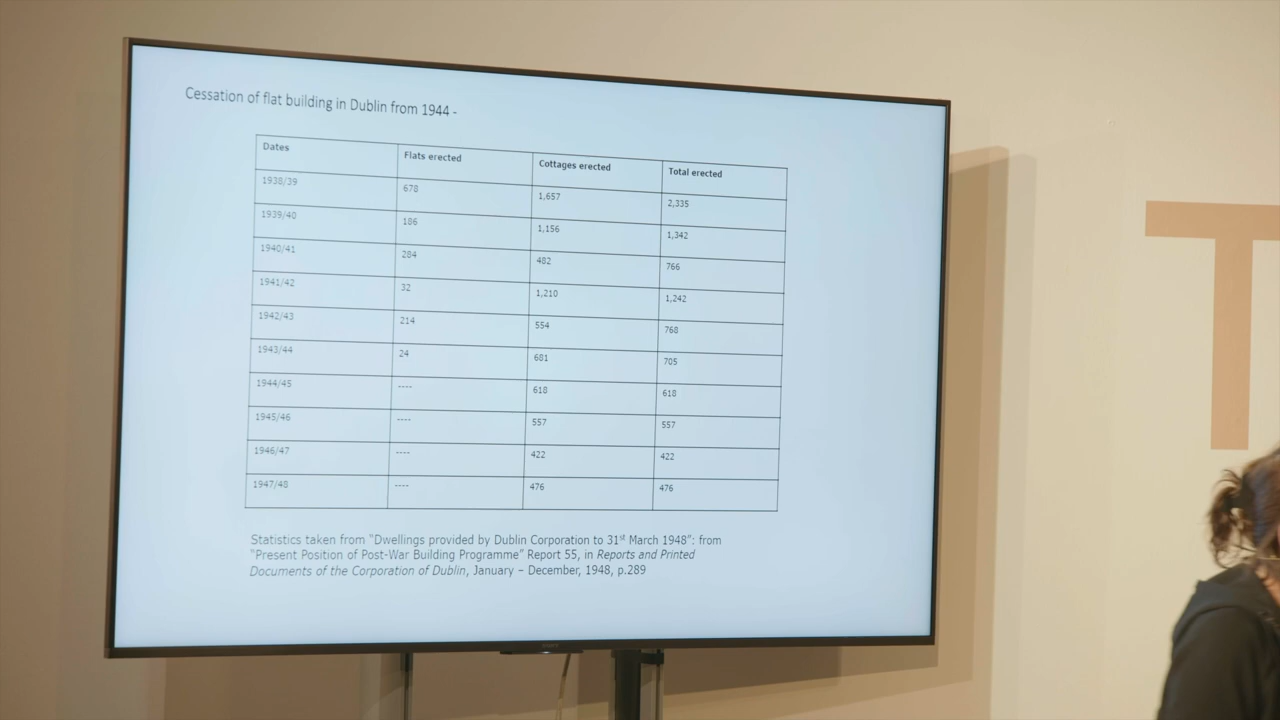 Cessation of flat building in Dublin from 1944 -
Dates Flats erected Cottages erected Total erected
1938/39 678 1,657 2,335
1939/40 186 1,156 1,342
1940/41 284 482 766
1941/42 32 1,210 1,242
1942/43 214 554 768
1943/44 24 681 705
1944/45 ---- 618 618
1945/46 ---- 557 557
1946/47 ---- 422 422
1947/48 ---- 476 476
Statistics taken from “Dwellings provided by Dublin Corporation to 31st March 1948”: from
“Present Position of Post-War Building Programme” Report 55, in Reports and Printed
Documents of the Corporation of Dublin, January – December, 1948, p.289
T